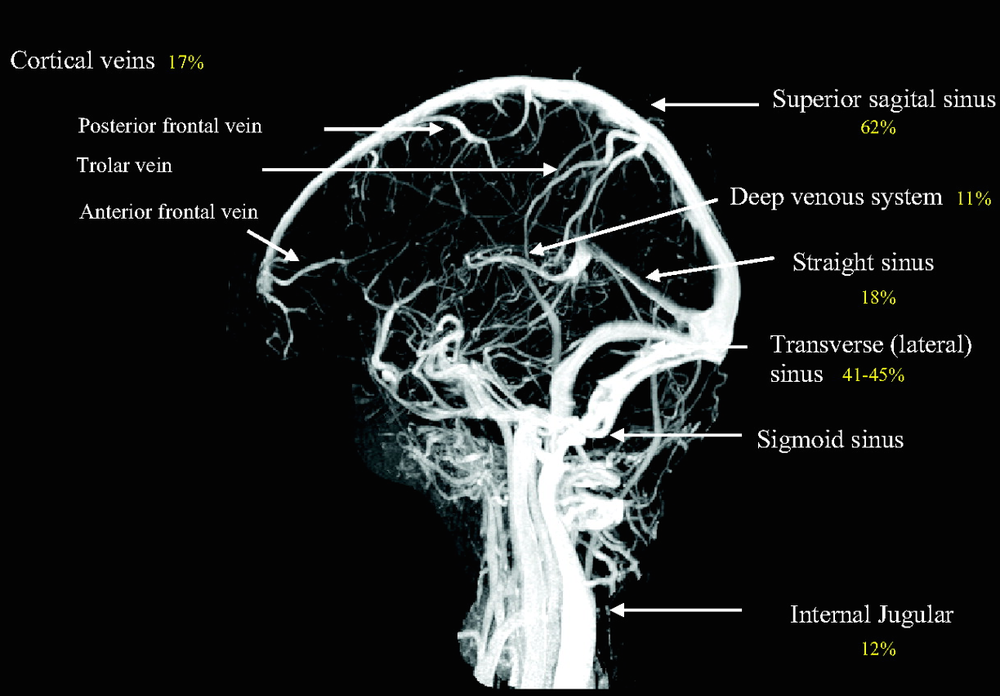 Cortical veins 17%
Posterior frontal vein
Trolar vein
Anterior frontal vein
Superior sagital sinus
62%
Deep venous system 11%
Straight sinus
18%
Transverse (lateral)
sinus 41-45%
Sigmoid sinus
Internal Jugular
12%